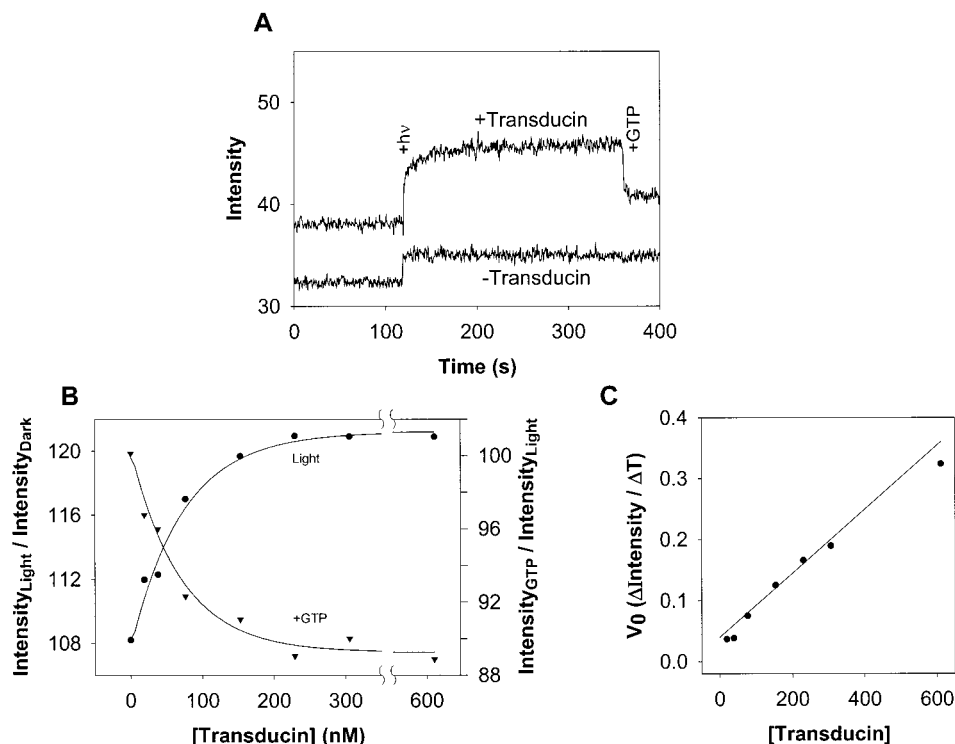 A
50
40
30
Intensity
+hν
+Transducin
+GTP
-Transducin
0 100 200 300 400
Time (s)
B
120
116
112
108
IntensityLight / IntensityDark
Light
+GTP
100
96
92
90
88
IntensityGTP / IntensityLight
0 100 200 300 600
[Transducin] (nM)
C
0.4
0.3
0.2
0.1
0.0
V0 (ΔIntensity / ΔT)
0 200 400 600
[Transducin]